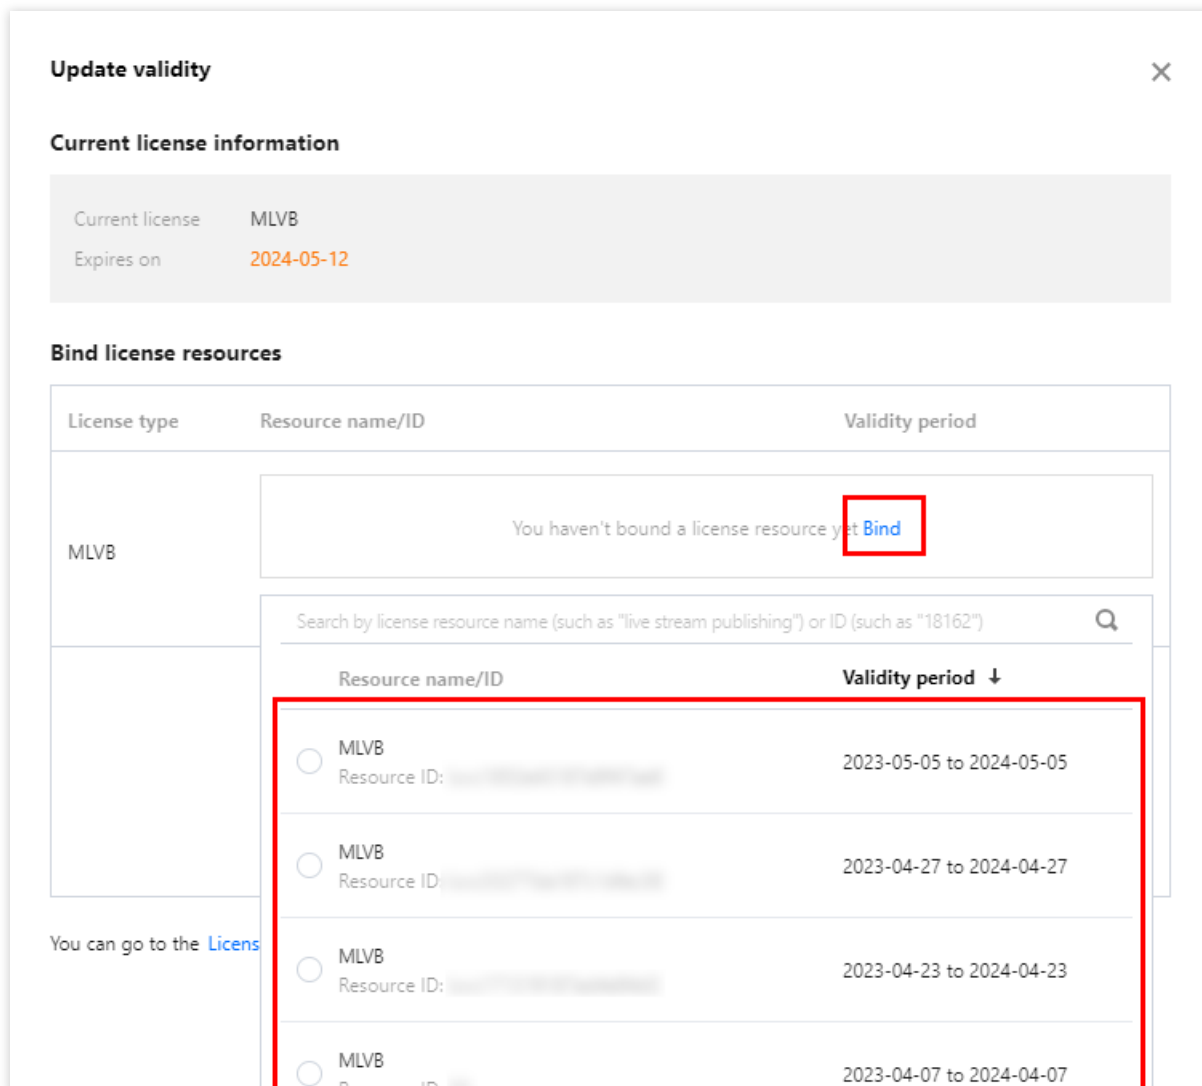 Update validity
Current license information
Current license MLVB
Expires on 2024-05-12
Bind license resources
License type Resource name/ID Validity period
You haven't bound a license resource yet Bind
MLVB
Search by license resource name (such as "live stream publishing") or ID (such as "18162")
Resource name/ID Validity period
MLVB
Resource ID:
2023-05-05 to 2024-05-05
MLVB
Resource ID:
2023-04-27 to 2024-04-27
You can go to the Licens
MLVB
Resource ID:
2023-04-23 to 2024-04-23
MLVB
2023-04-07 to 2024-04-07